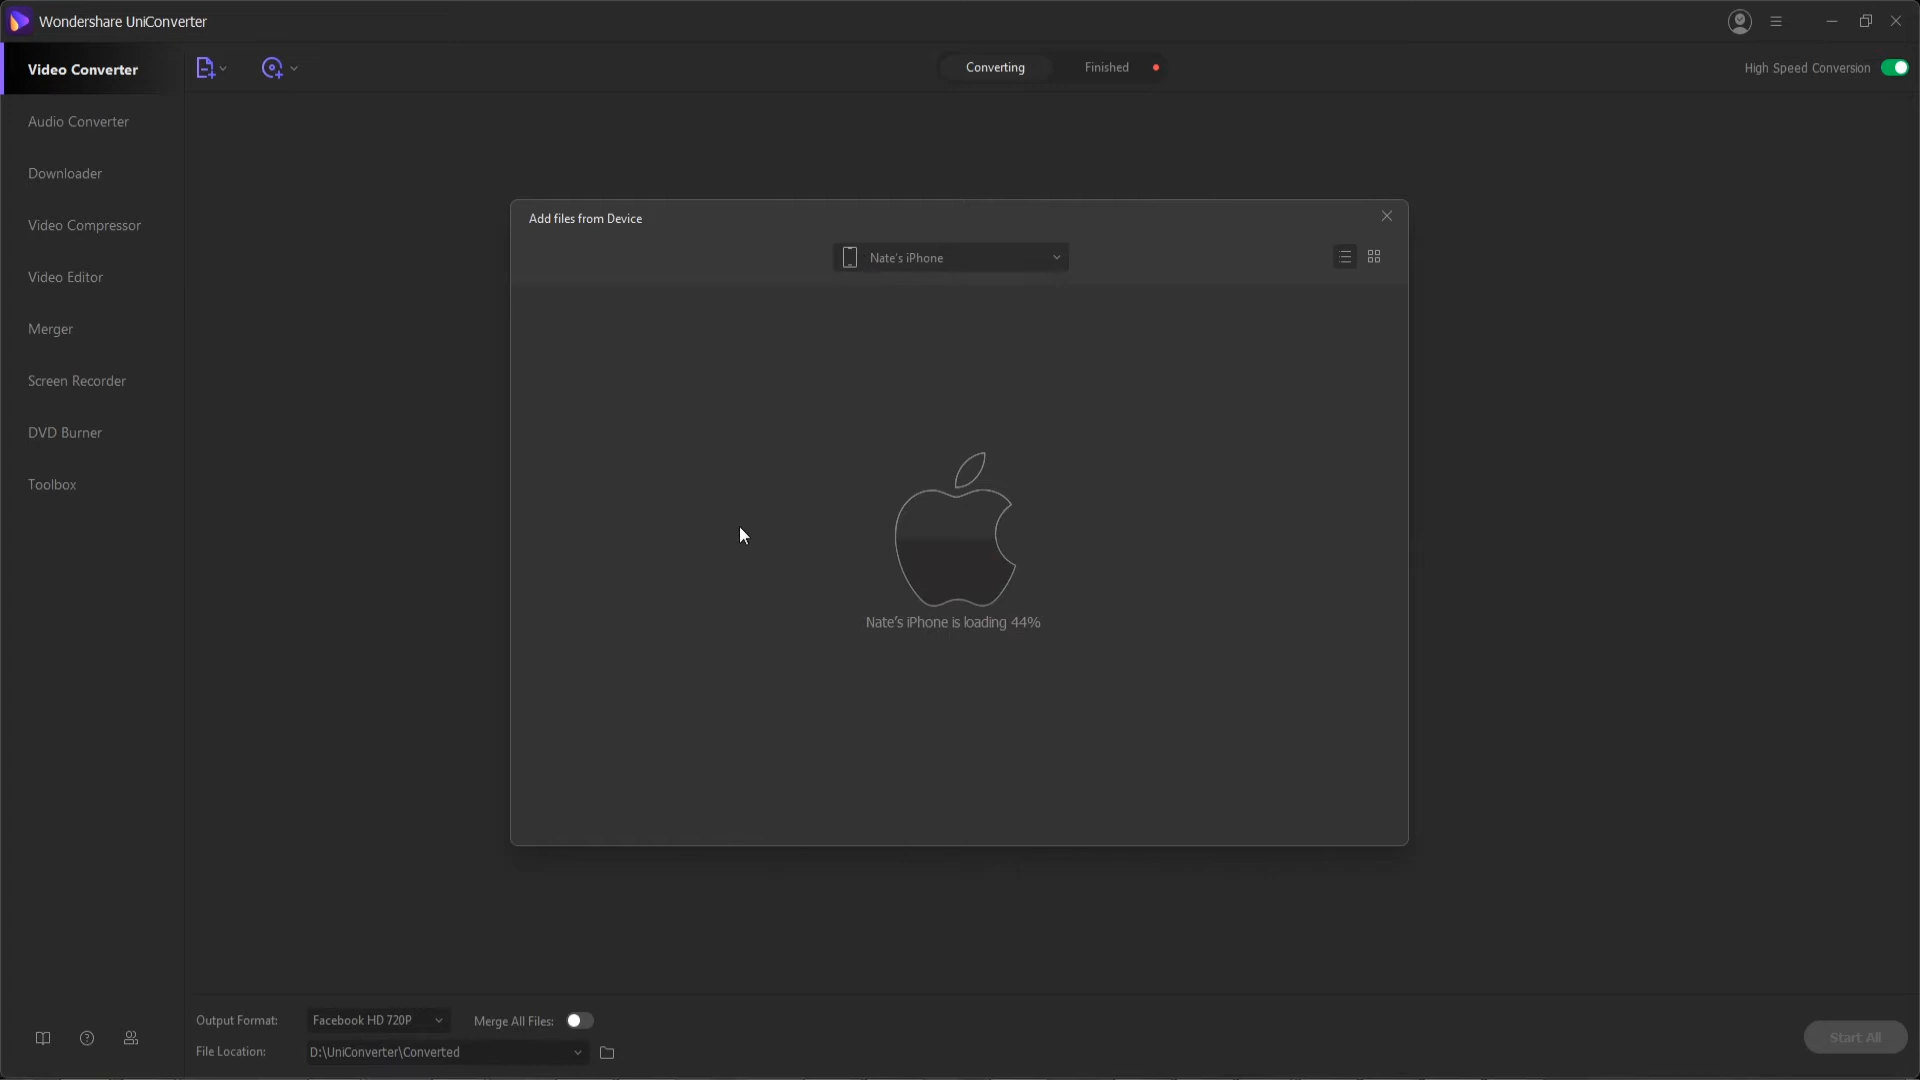 Wondershare UniConverter
Video Converter
Converting
Finished
High Speed Conversion
Audio Converter
Downloader
Video Compressor
Video Editor
Merger
Screen Recorder
DVD Burner
Toolbox
Add files from Device
Nate's iPhone
Nate's iPhone is loading 44%
Output Format:
Facebook HD 720P
Merge All Files:
File Location:
D:\UniConverter\Converted
Start All